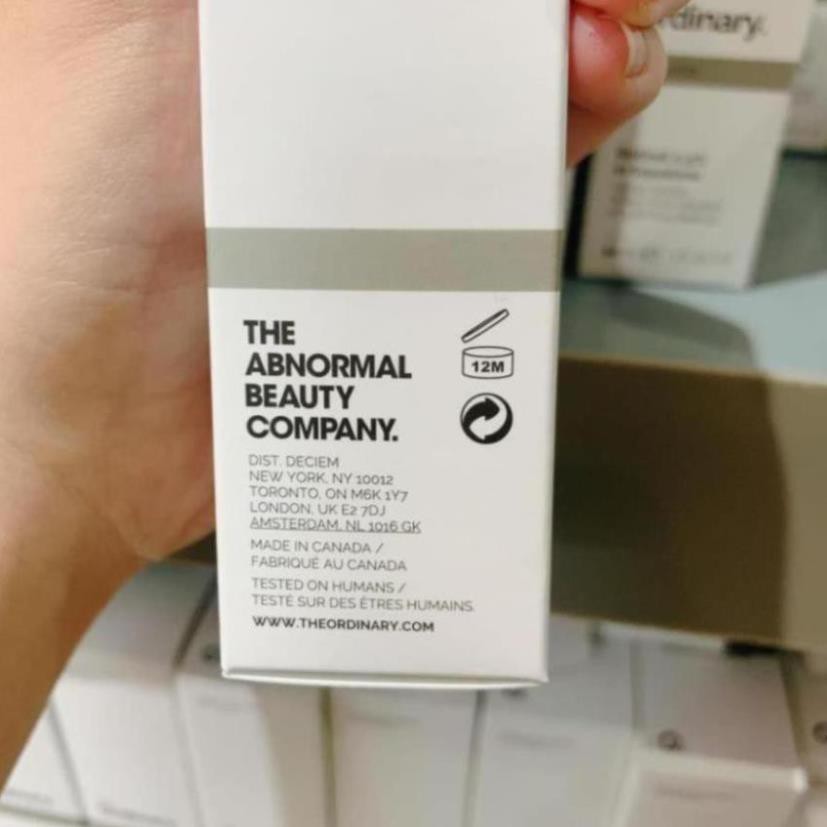 THE
ABNORMAL
BEAUTY
COMPANY.
12M
DIST. DECIEM
NEW YORK, NY 10012
TORONTO, ON M6K 1Y7
LONDON, UK E2 7DJ
AMSTERDAM, NL 1016 GK
MADE IN CANADA /
FABRIQUÉ AU CANADA
TESTED ON HUMANS /
TESTÉ SUR DES ÊTRES HUMAINS.
WWW.THEORDINARY.COM